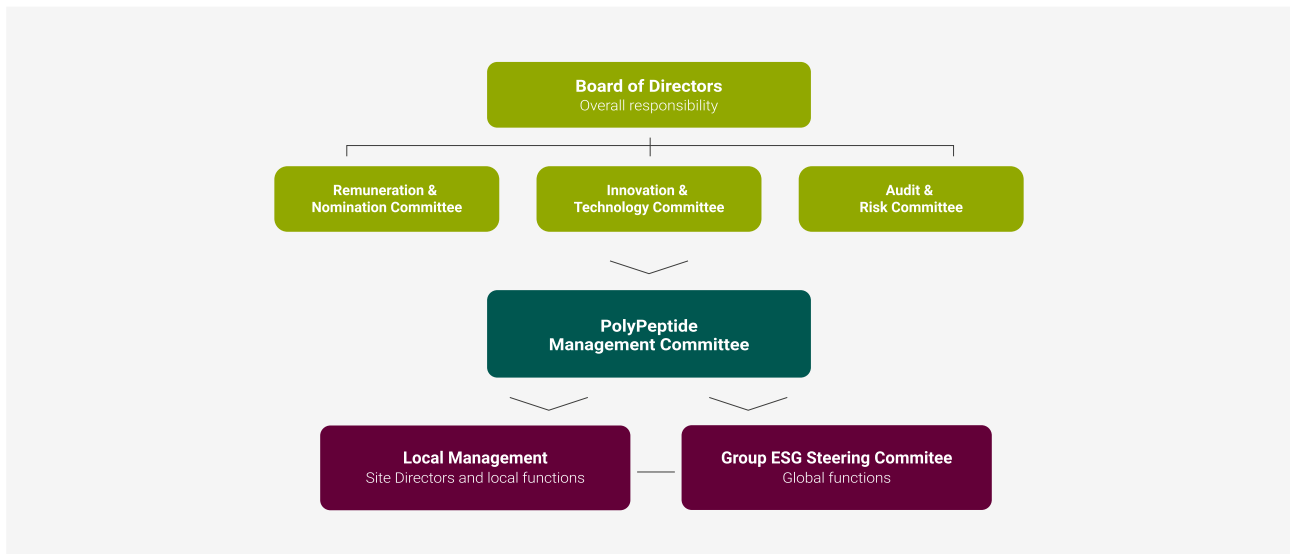 Board of Directors
Overall responsibility
Remuneration &
Nomination Committee
Innovation &
Technology Committee
Audit &
Risk Committee
PolyPeptide
Management Committee
Local Management
Site Directors and local functions
Group ESG Steering Commitee
Global functions